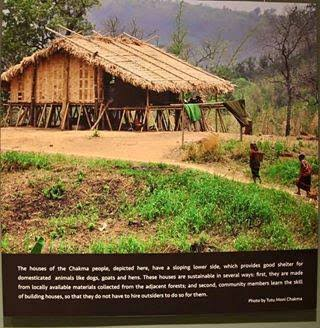 The houses of the Chakma people, depicted here, have a sloping lower side, which provides good shelter for
domesticated animals like dogs, goats and hens. These houses are sustainable in several ways: first, they are made
from locally available materials collected from the adjacent forests; and second, community members learn the skill
of building houses, so that they do not have to hire outsiders to do so for them.
Photo by Tutu Moni Chakma